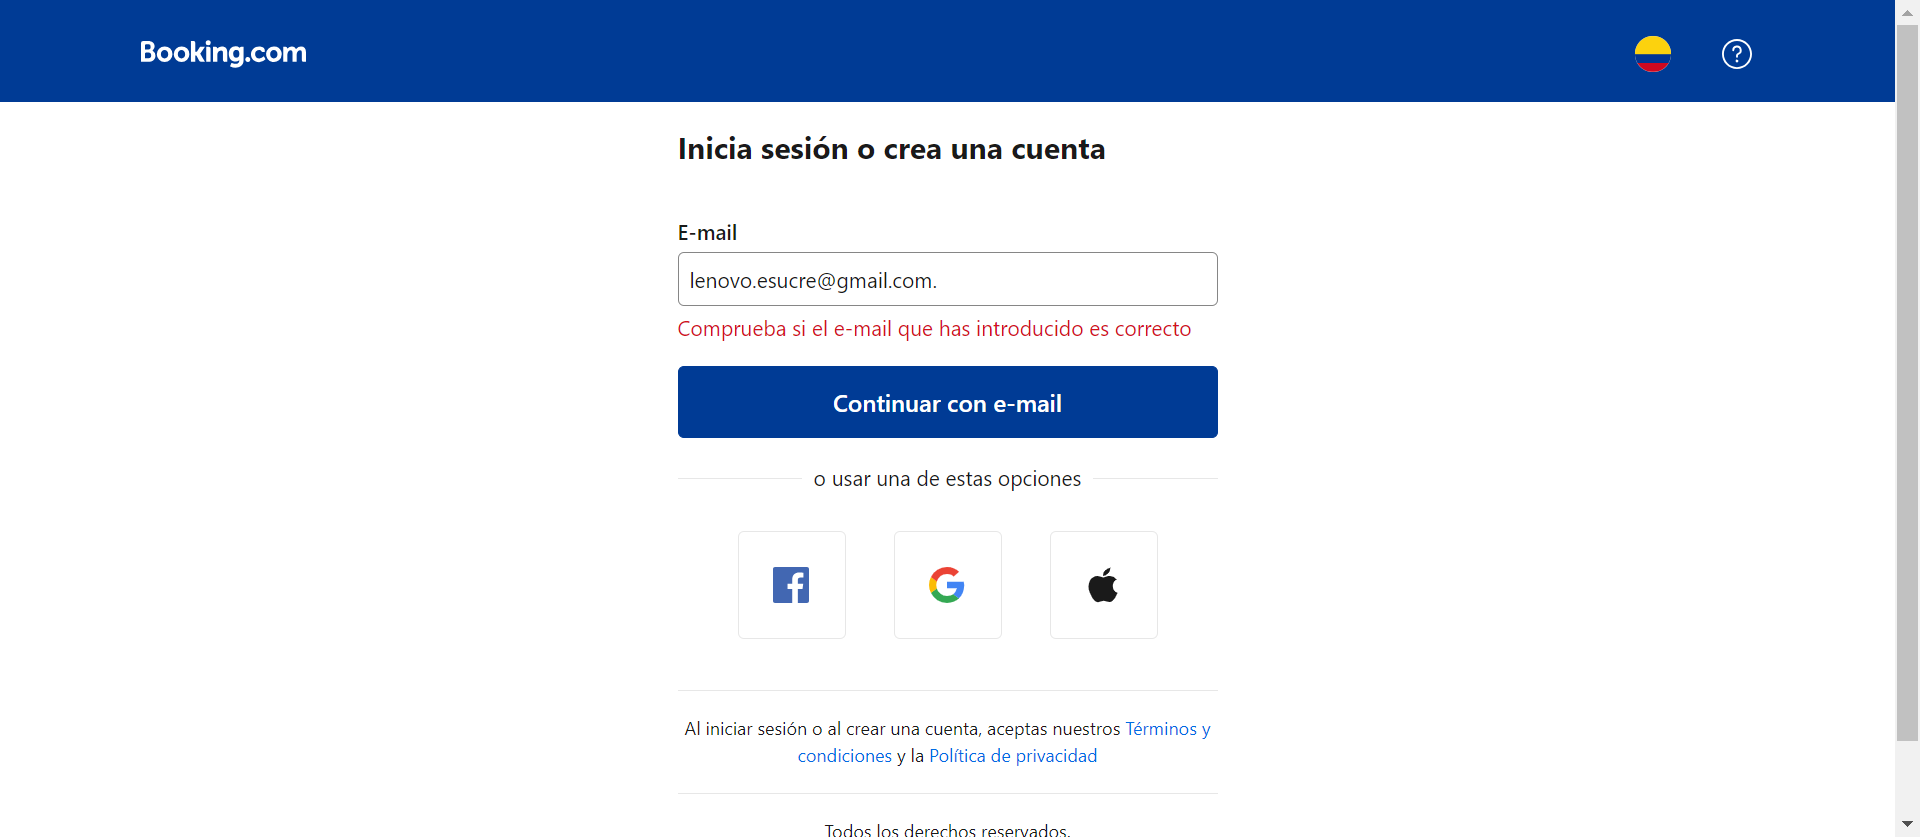 Booking.com
?
Inicia sesión o crea una cuenta
E-mail
lenovo.esucre@gmail.com.
Comprueba si el e-mail que has introducido es correcto
Continuar con e-mail
o usar una de estas opciones
Al iniciar sesión o al crear una cuenta, aceptas nuestros Términos y
condiciones y la Política de privacidad
Todos los derechos reservados.